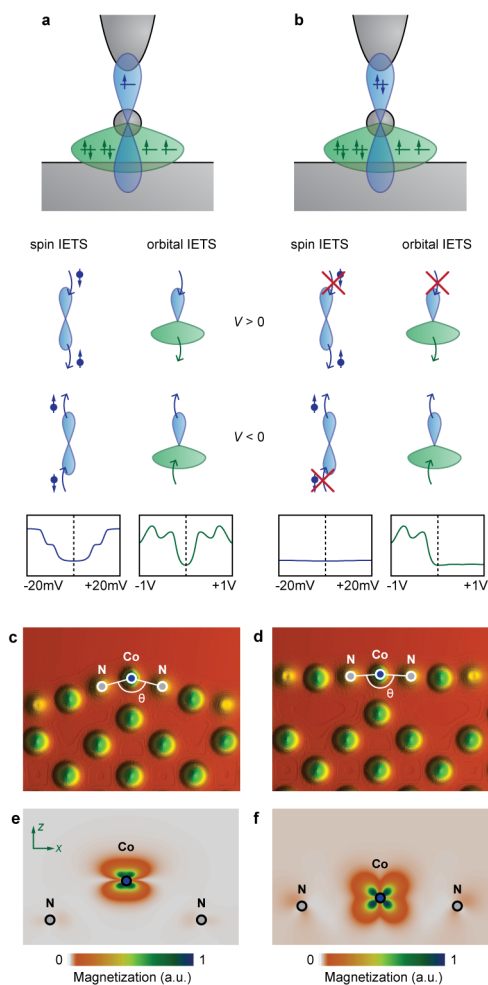 a b
spin IETS orbital IETS spin IETS orbital IETS
V > 0
V < 0
-20mV +20mV -1V +1V -20mV +20mV -1V +1V
c d
N Co N N Co N
θ θ
e f
z
x
Co Co
N N N N
0 1 0 1
Magnetization (a.u.) Magnetization (a.u.)